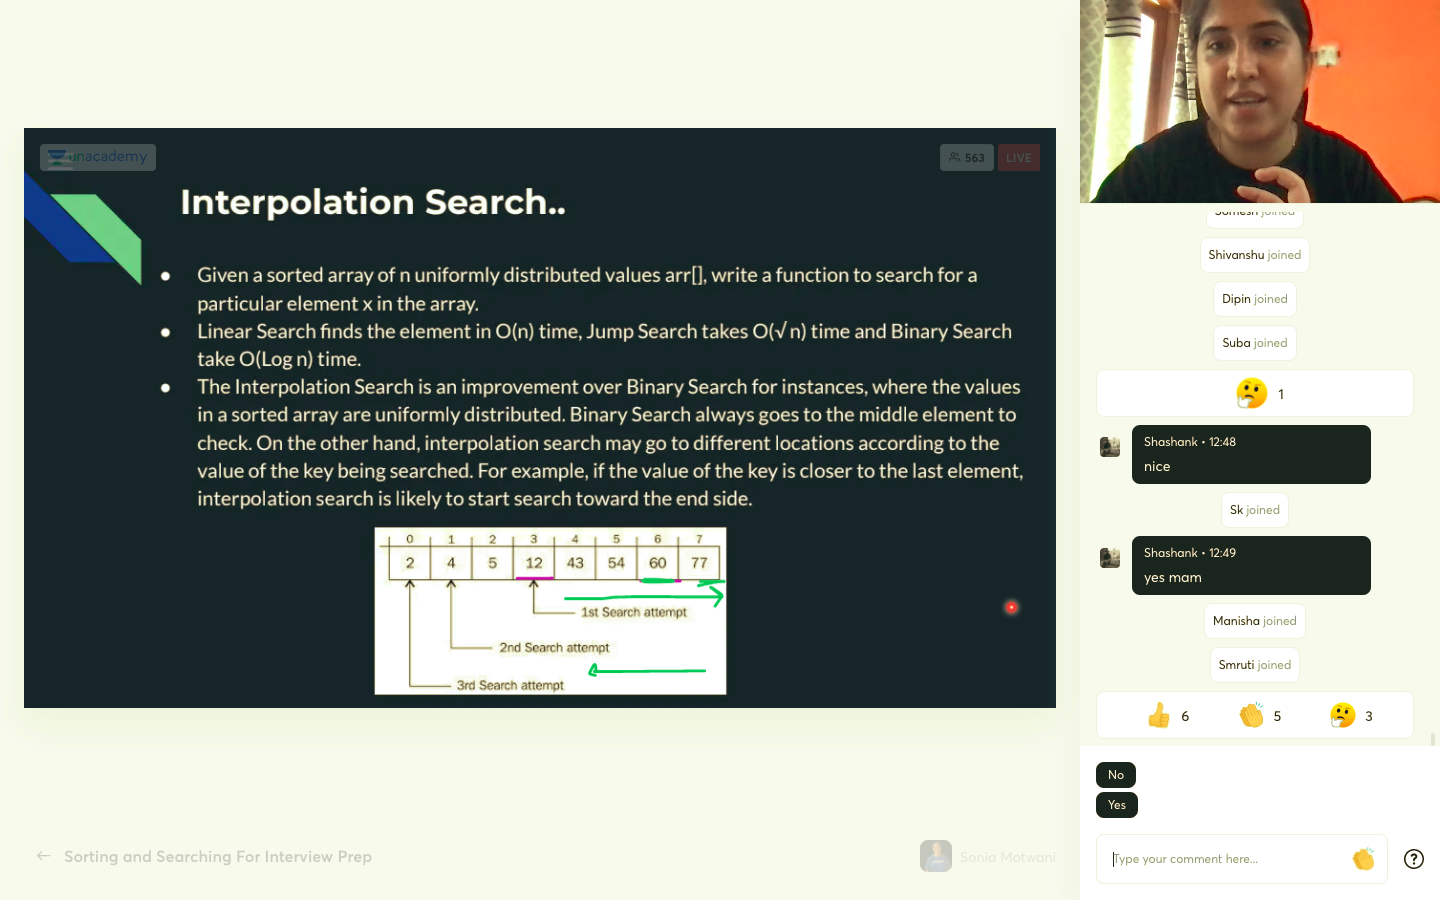 unacademy
563
LIVE
Interpolation Search..
● Given a sorted array of n uniformly distributed values arr[], write a function to search for a
particular element x in the array.
● Linear Search finds the element in O(n) time, Jump Search takes O(√ n) time and Binary Search
take O(Log n) time.
● The Interpolation Search is an improvement over Binary Search for instances, where the values
in a sorted array are uniformly distributed. Binary Search always goes to the middle element to
check. On the other hand, interpolation search may go to different locations according to the
value of the key being searched. For example, if the value of the key is closer to the last element,
interpolation search is likely to start search toward the end side.
0 1 2 3 4 5 6 7
2 4 5 12 43 54 60 77
1st Search attempt
2nd Search attempt
3rd Search attempt
Sorting and Searching For Interview Prep
Sonia Motwani
Somesh joined
Shivanshu joined
Dipin joined
Suba joined
1
Shashank • 12:48
nice
Sk joined
Shashank • 12:49
yes mam
Manisha joined
Smruti joined
6 5 3
No
Yes
Type your comment here...
?